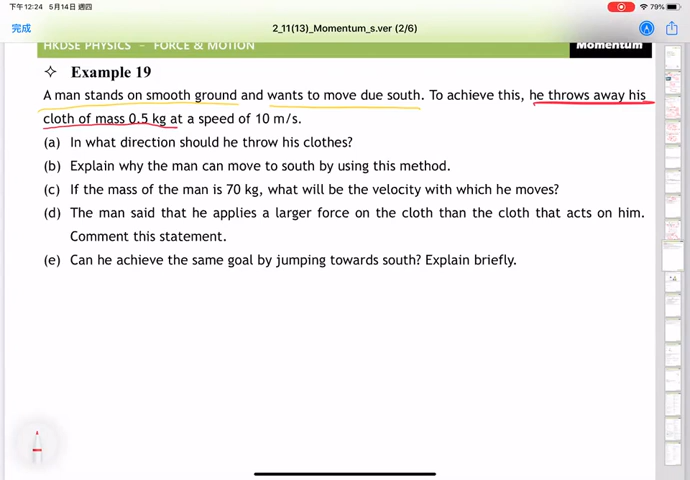 下午12:24 5月14日 週四
79%
完成
2_11(13)_Momentum_s.ver (2/6)
HKDSE PHYSICS - FORCE & MOTION
Momentum
✧ Example 19
A man stands on smooth ground and wants to move due south. To achieve this, he throws away his
cloth of mass 0.5 kg at a speed of 10 m/s.
(a) In what direction should he throw his clothes?
(b) Explain why the man can move to south by using this method.
(c) If the mass of the man is 70 kg, what will be the velocity with which he moves?
(d) The man said that he applies a larger force on the cloth than the cloth that acts on him.
Comment this statement.
(e) Can he achieve the same goal by jumping towards south? Explain briefly.